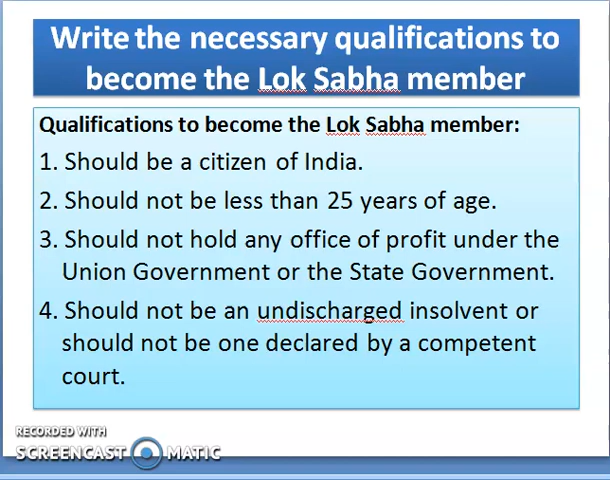 Write the necessary qualifications to
become the Lok Sabha member
Qualifications to become the Lok Sabha member:
1. Should be a citizen of India.
2. Should not be less than 25 years of age.
3. Should not hold any office of profit under the
Union Government or the State Government.
4. Should not be an undischarged insolvent or
should not be one declared by a competent
court.
RECORDED WITH
SCREENCAST MATIC